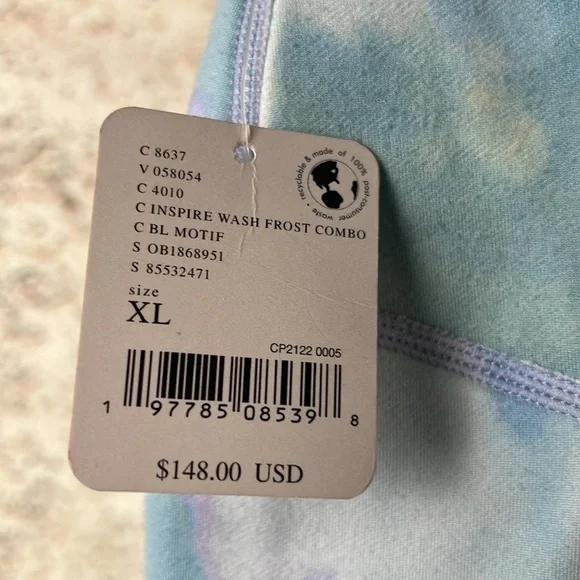 C 8637
V 058054
C 4010
C INSPIRE WASH FROST COMBO
C BL MOTIF
S OB1868951
S 85532471
size
XL
recyclable & made of 100% post-consumer waste •
CP2122 0005
1 97785 08539 8
$148.00 USD